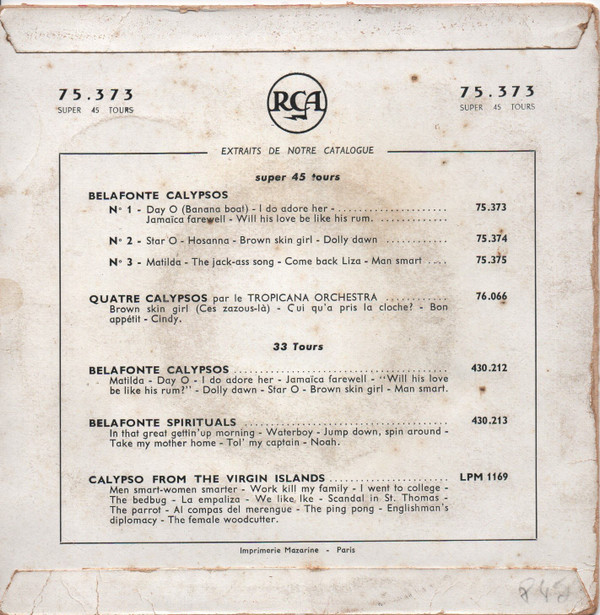 75.373
SUPER 45 TOURS
RCA
75.373
SUPER 45 TOURS
EXTRAITS DE NOTRE CATALOGUE
super 45 tours
BELAFONTE CALYPSOS
N° 1 - Day O (Banana boat) - I do adore her - ..................... 75.373
Jamaïca farewell - Will his love be like his rum. ..............
N° 2 - Star O - Hosanna - Brown skin girl - Dolly dawn ............ 75.374
N° 3 - Matilda - The jack-ass song - Come back Liza - Man smart .... 75.375
QUATRE CALYPSOS par le TROPICANA ORCHESTRA ............ 76.066
Brown skin girl (Ces zazous-là) - C'ui qu'a pris la cloche? - Bon
appétit - Cindy.
33 Tours
BELAFONTE CALYPSOS ........................................ 430.212
Matilda - Day O - I do adore her - Jamaïca farewell - "Will his love
be like his rum?" - Dolly dawn - Star O - Brown skin girl - Man smart.
BELAFONTE SPIRITUALS ...................................... 430.213
In that great gettin'up morning - Waterboy - Jump down, spin around -
Take my mother home - Tol' my captain - Noah.
CALYPSO FROM THE VIRGIN ISLANDS ...................... LPM 1169
Men smart-women smarter - Work kill my family - I went to college -
The bedbug - La empaliza - We like Ike - Scandal in St. Thomas -
The parrot - Al compas del merengue - The ping pong - Englishman's
diplomacy - The female woodcutter.
Imprimerie Mazarine - Paris